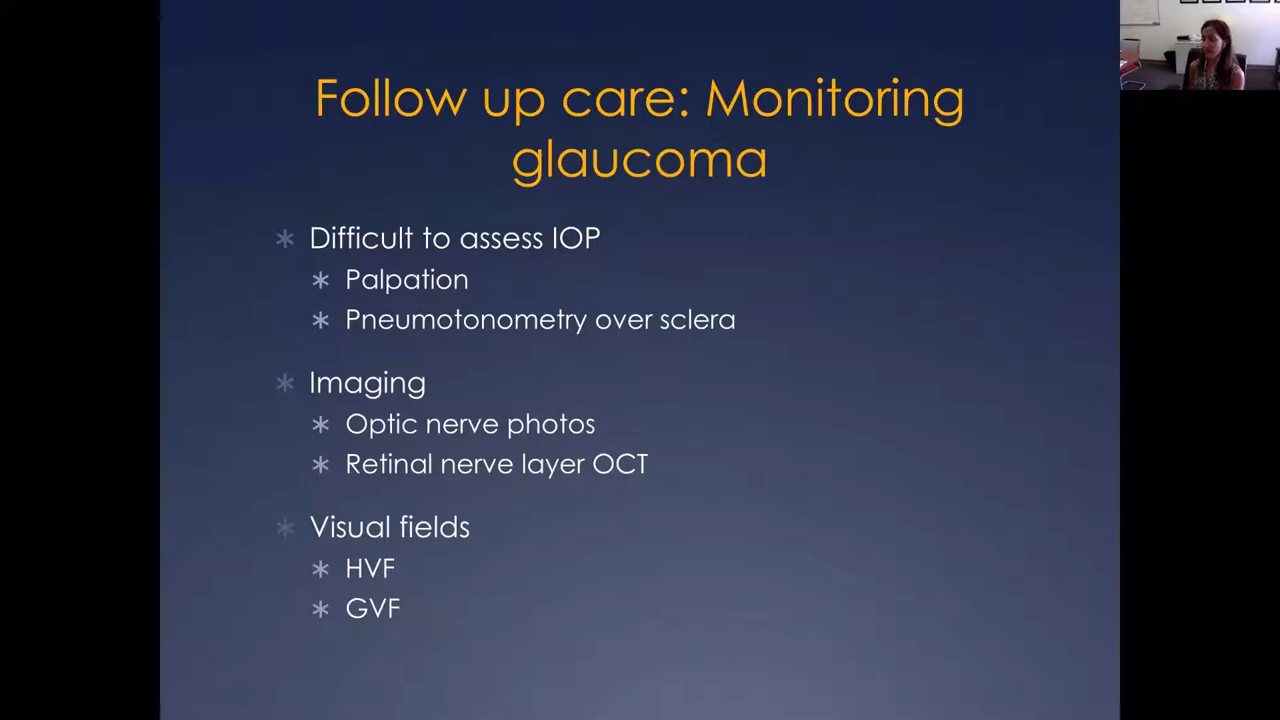 Follow up care: Monitoring
glaucoma
Difficult to assess IOP
Palpation
Pneumotonometry over sclera
Imaging
Optic nerve photos
Retinal nerve layer OCT
Visual fields
HVF
GVF